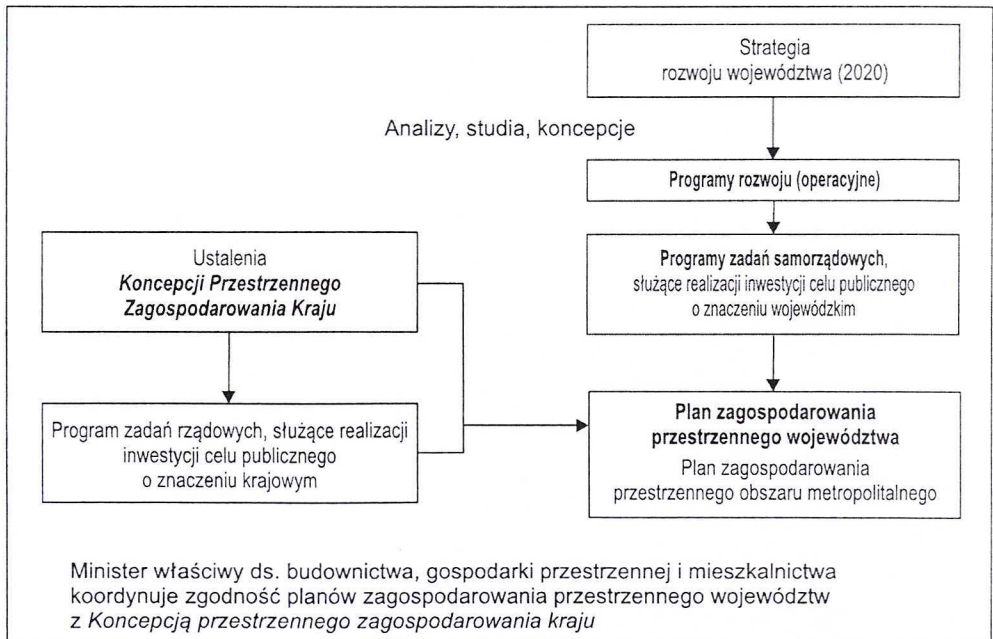 Strategia
rozwoju województwa (2020)
Analizy, studia, koncepcje
Programy rozwoju (operacyjne)
Ustalenia
Koncepcji Przestrzennego
Zagospodarowania Kraju
Programy zadań samorządowych,
służące realizacji inwestycji celu publicznego
o znaczeniu wojewódzkim
Program zadań rządowych, służące realizacji
inwestycji celu publicznego
o znaczeniu krajowym
Plan zagospodarowania
przestrzennego województwa
Plan zagospodarowania
przestrzennego obszaru metropolitalnego
Minister właściwy ds. budownictwa, gospodarki przestrzennej i mieszkalnictwa
koordynuje zgodność planów zagospodarowania przestrzennego województw
z Koncepcją przestrzennego zagospodarowania kraju